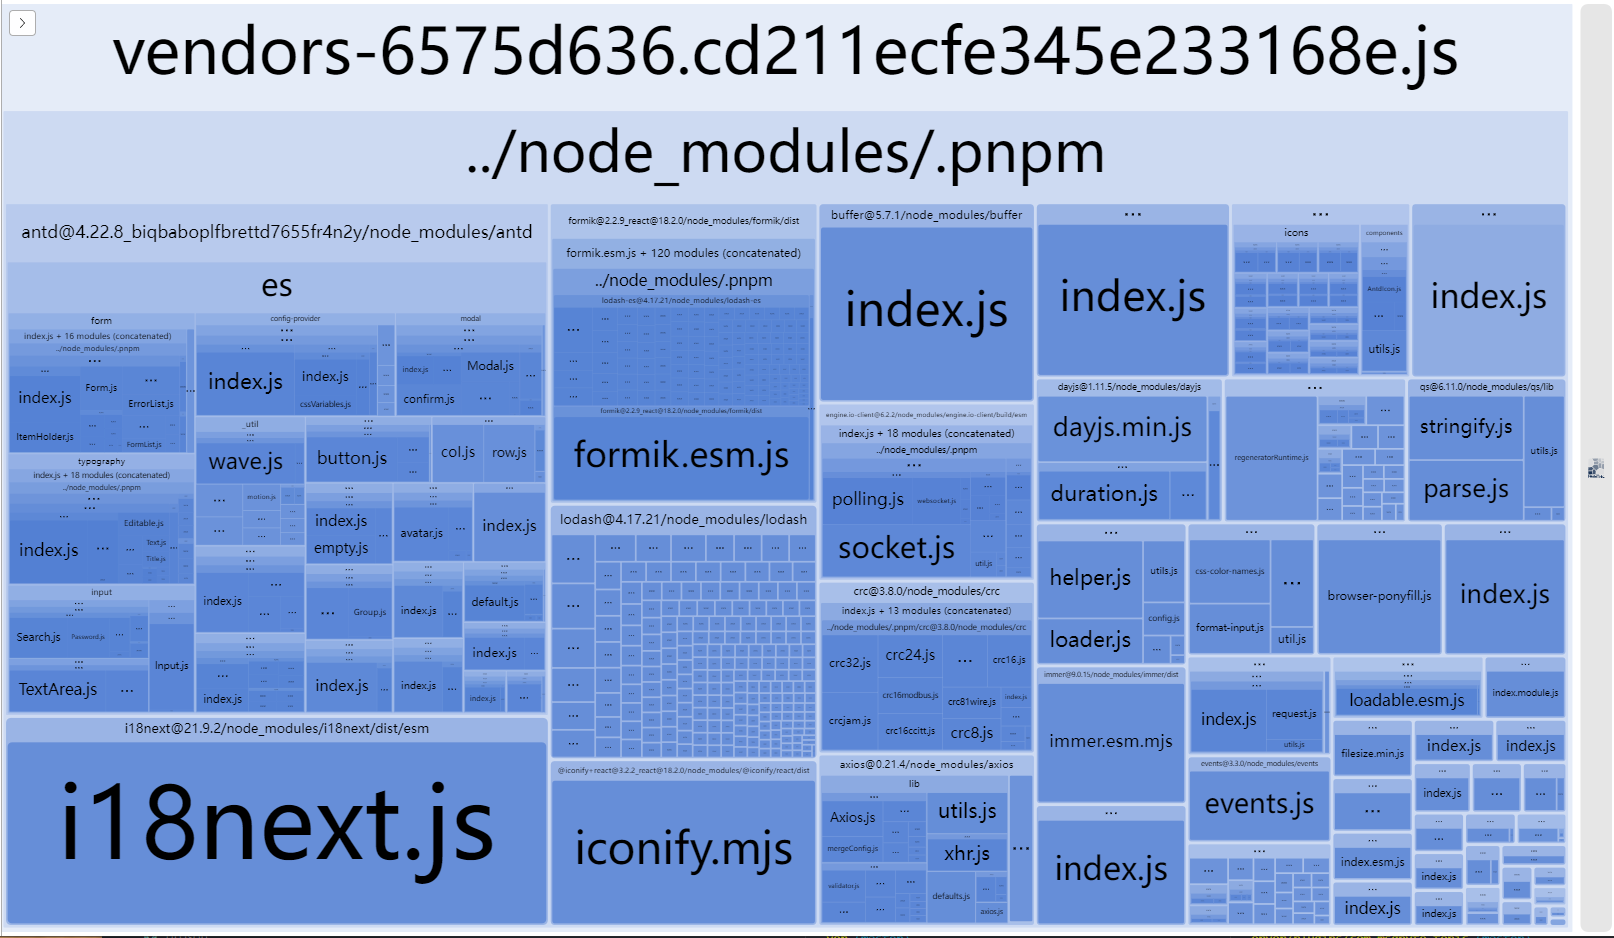 vendors-6575d636.cd211ecfe345e233168e.js
../node_modules/.pnpm
antd@4.22.8_biqbaboplfbrettd7655fr4n2y/node_modules/antd
es
form
index.js + 16 modules (concatenated)
../node_modules/.pnpm
...
index.js
Form.js
...
ErrorList.js
ItemHolder.js
FormList.js
typography
index.js + 18 modules (concatenated)
../node_modules/.pnpm
...
index.js
...
Editable.js
Text.js
Title.js
input
...
Search.js
Password.js
...
Input.js
TextArea.js
...
config-provider
...
index.js
index.js
cssVariables.js
modal
...
index.js
...
Modal.js
confirm.js
...
_util
wave.js
...
motion.js
...
button.js
...
col.js
row.js
index.js
empty.js
avatar.js
...
index.js
index.js
...
...
Group.js
index.js
...
default.js
index.js
...
index.js
index.js
...
index.js
...
index.js
...
i18next@21.9.2/node_modules/i18next/dist/esm
i18next.js
formik@2.2.9_react@18.2.0/node_modules/formik/dist
formik.esm.js + 120 modules (concatenated)
../node_modules/.pnpm
lodash-es@4.17.21/node_modules/lodash-es
...
formik@2.2.9_react@18.2.0/node_modules/formik/dist
formik.esm.js
lodash@4.17.21/node_modules/lodash
...
@iconify+react@3.2.2_react@18.2.0/node_modules/@iconify/react/dist
iconify.mjs
buffer@5.7.1/node_modules/buffer
index.js
engine.io-client@6.2.2/node_modules/engine.io-client/build/esm
index.js + 18 modules (concatenated)
../node_modules/.pnpm
...
polling.js
websocket.js
...
socket.js
...
util.js
crc@3.8.0/node_modules/crc
index.js + 13 modules (concatenated)
../node_modules/.pnpm/crc@3.8.0/node_modules/crc
crc32.js
crc24.js
...
crc16.js
crc16modbus.js
crc81wire.js
index.js
crcjam.js
crc16ccitt.js
crc8.js
...
axios@0.21.4/node_modules/axios
lib
...
Axios.js
...
utils.js
mergeConfig.js
xhr.js
...
validator.js
...
defaults.js
...
axios.js
...
index.js
...
icons
components
...
AntdIcon.js
...
utils.js
...
index.js
dayjs@1.11.5/node_modules/dayjs
dayjs.min.js
...
duration.js
...
...
regeneratorRuntime.js
...
qs@6.11.0/node_modules/qs/lib
stringify.js
utils.js
parse.js
...
helper.js
utils.js
config.js
loader.js
...
...
css-color-names.js
...
format-input.js
util.js
...
browser-ponyfill.js
...
index.js
immer@9.0.15/node_modules/immer/dist
immer.esm.mjs
...
index.js
...
index.js
request.js
utils.js
events@3.3.0/node_modules/events
events.js
...
...
loadable.esm.js
...
index.module.js
...
filesize.min.js
...
index.js
...
index.js
...
index.js
...
...
...
index.esm.js
...
index.js
...
index.js
...
index.js